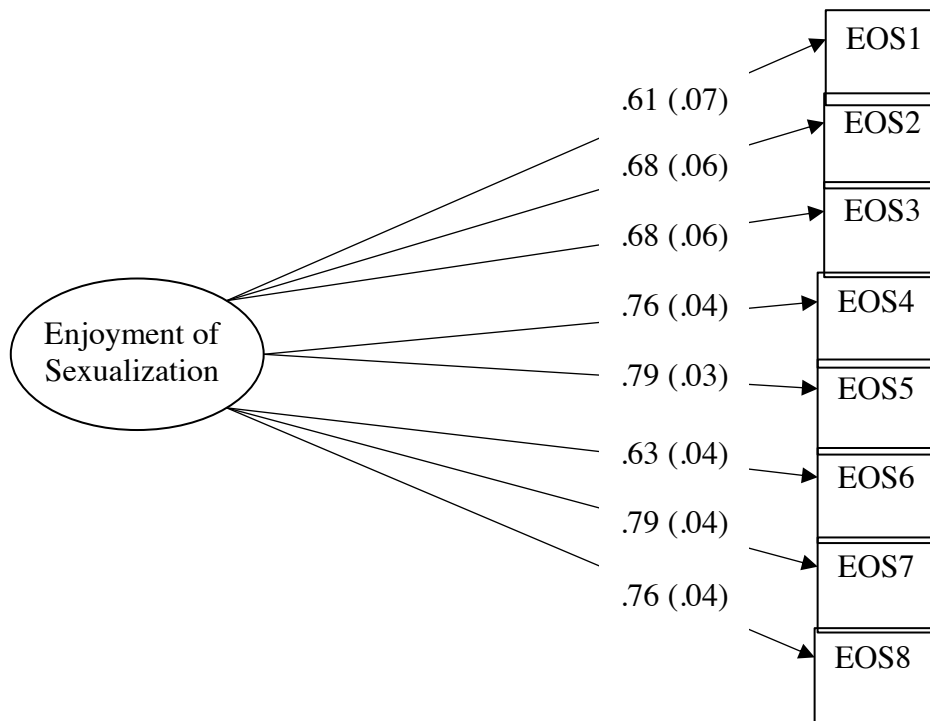 EOS1
.61 (.07)
EOS2
.68 (.06)
EOS3
.68 (.06)
EOS4
.76 (.04)
Enjoyment of
Sexualization
.79 (.03)
EOS5
.63 (.04)
EOS6
.79 (.04)
EOS7
.76 (.04)
EOS8